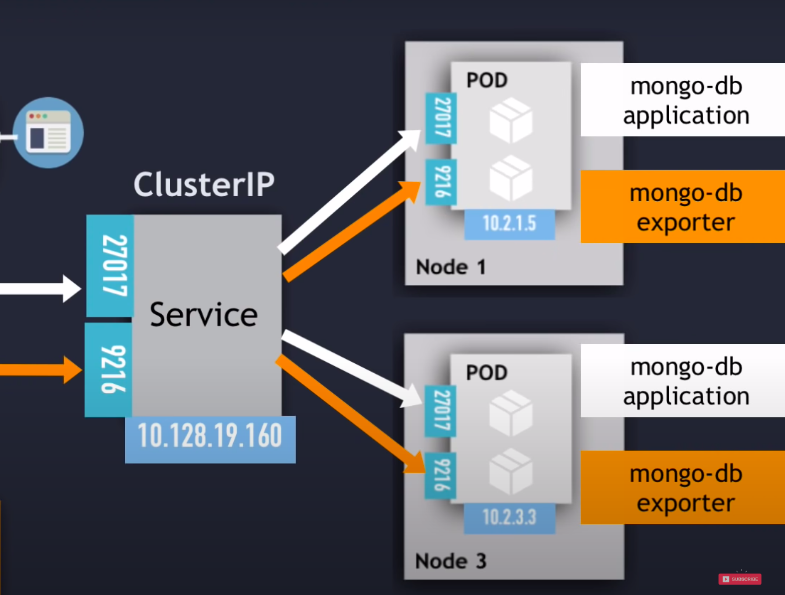 POD
27017
mongo-db
application
9216
mongo-db
exporter
10.2.1.5
Node 1
ClusterIP
27017
Service
9216
10.128.19.160
POD
27017
mongo-db
application
9216
mongo-db
exporter
10.2.3.3
Node 3
SUBSCRIBE